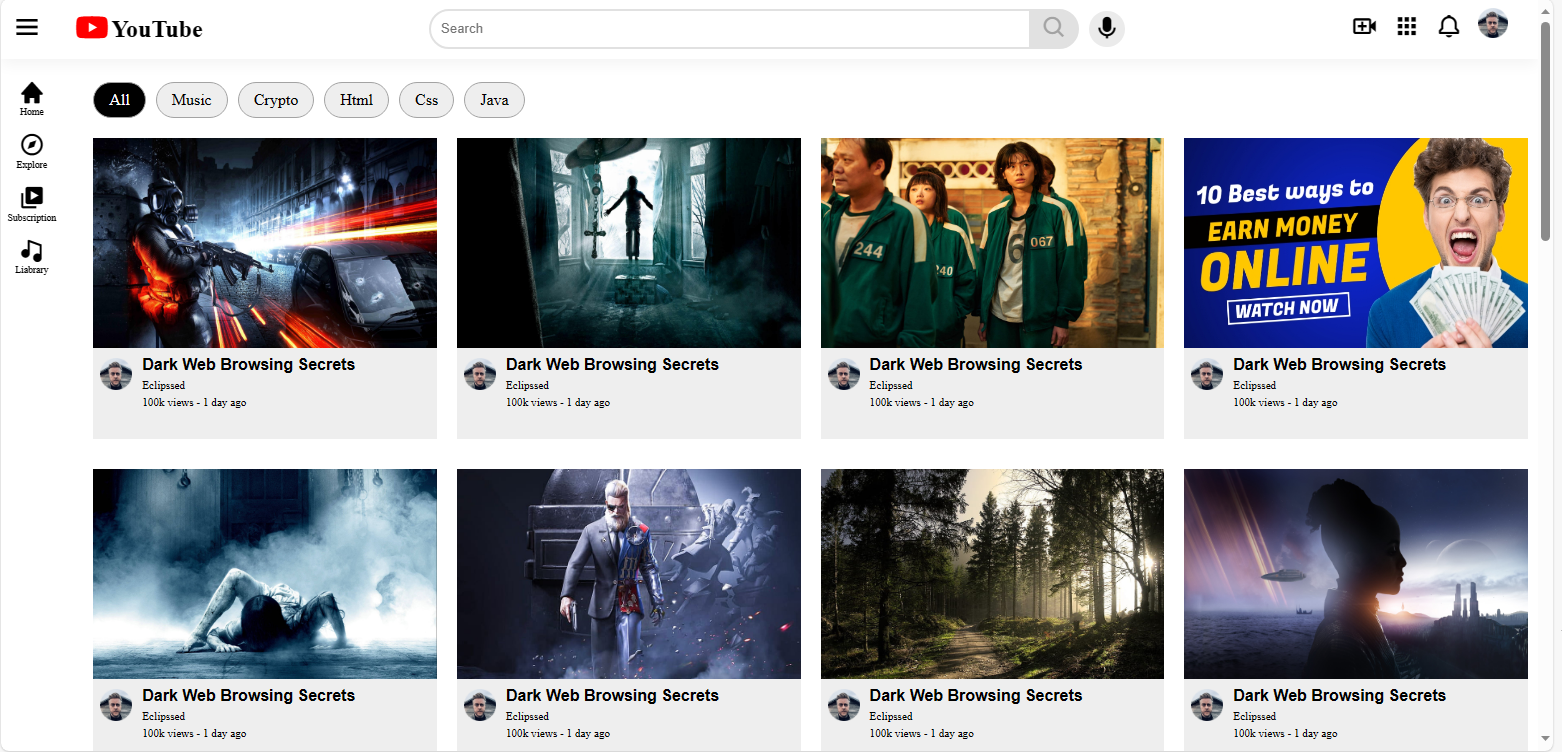 YouTube
Search
All
Music
Crypto
Html
Css
Java
Home
Explore
Subscription
Liabrary
244
240
067
10 Best ways to
EARN MONEY
ONLINE
WATCH NOW
Dark Web Browsing Secrets
Eclipssed
100k views - 1 day ago
Dark Web Browsing Secrets
Eclipssed
100k views - 1 day ago
Dark Web Browsing Secrets
Eclipssed
100k views - 1 day ago
Dark Web Browsing Secrets
Eclipssed
100k views - 1 day ago
Dark Web Browsing Secrets
Eclipssed
100k views - 1 day ago
Dark Web Browsing Secrets
Eclipssed
100k views - 1 day ago
Dark Web Browsing Secrets
Eclipssed
100k views - 1 day ago
Dark Web Browsing Secrets
Eclipssed
100k views - 1 day ago